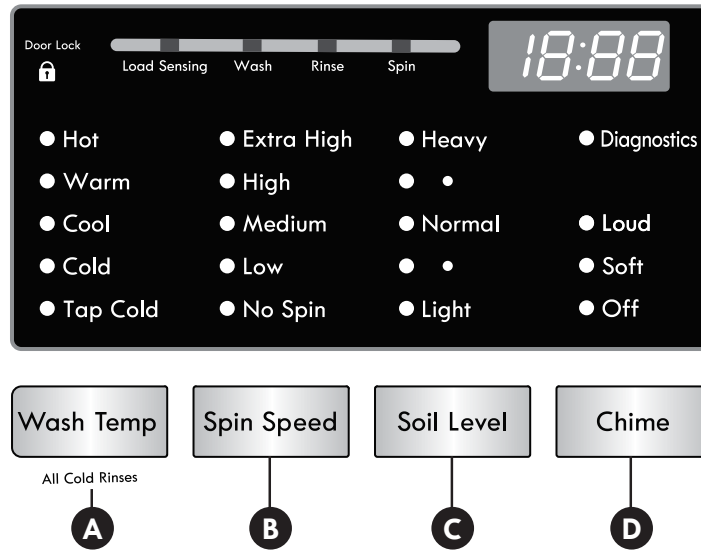 Door Lock
Load Sensing Wash Rinse Spin
18:88
Hot Extra High Heavy Diagnostics
Warm High
Cool Medium Normal Loud
Cold Low Soft
Tap Cold No Spin Light Off
Wash Temp Spin Speed Soil Level Chime
All Cold Rinses
A B C D